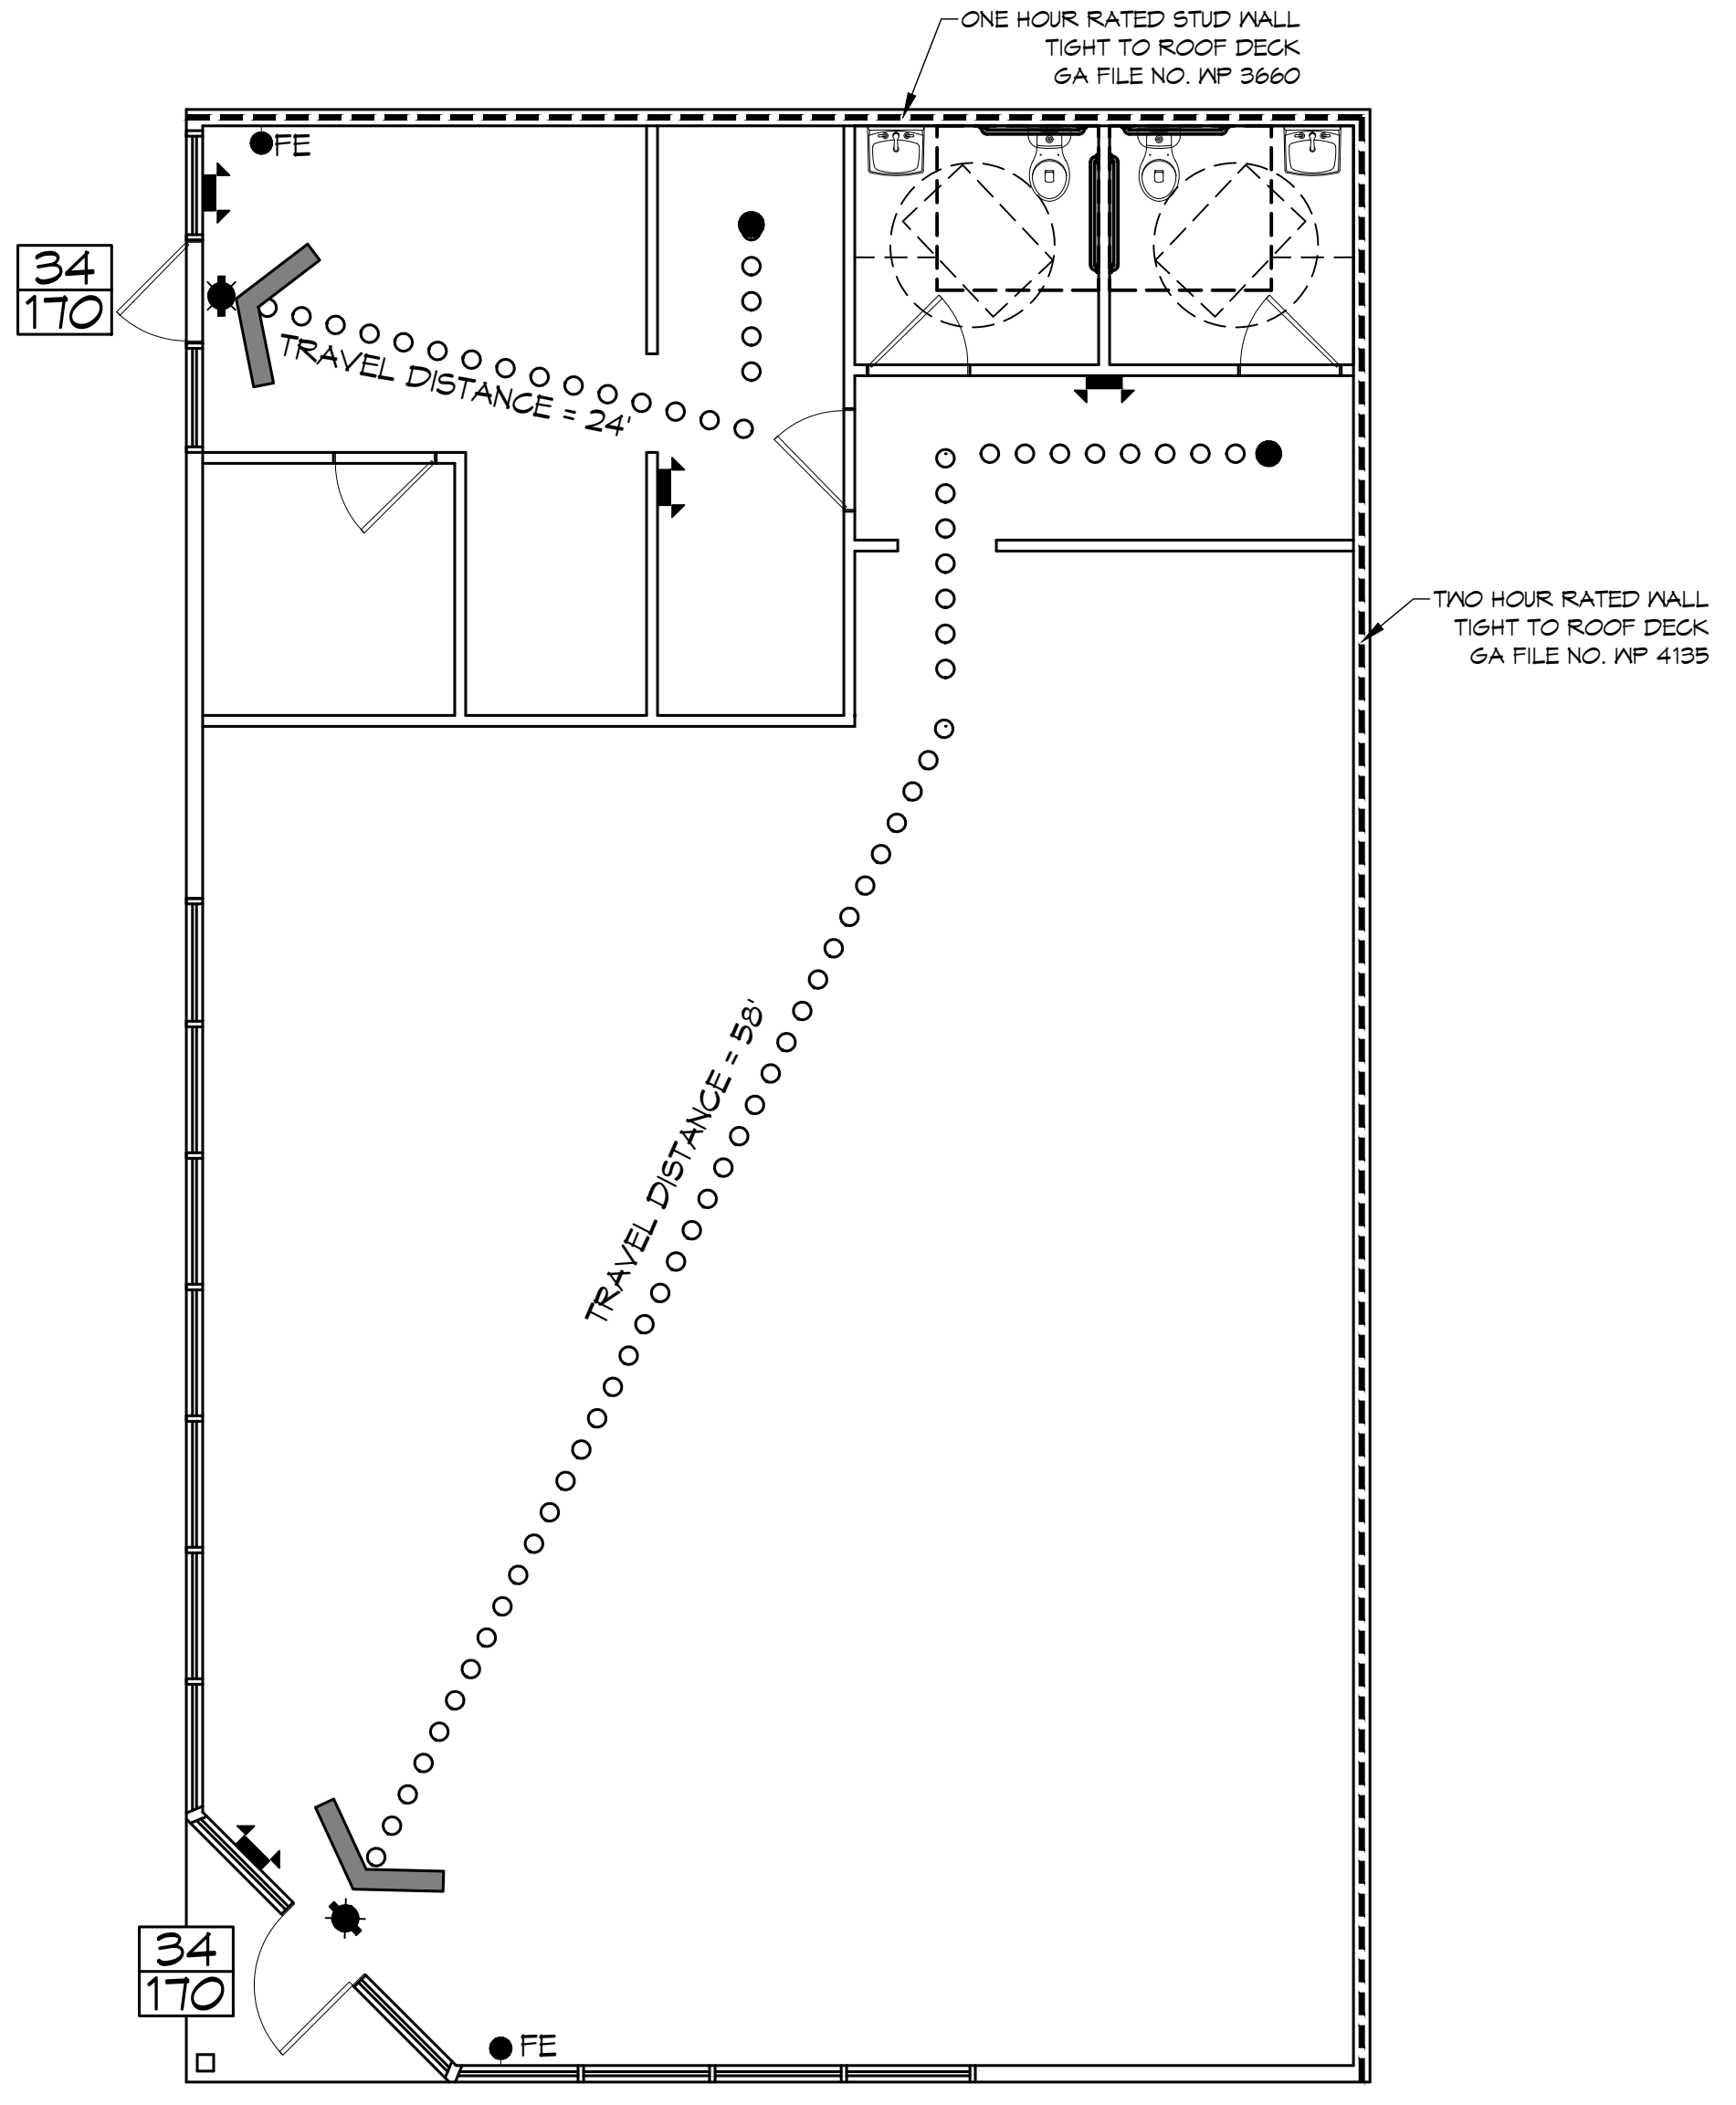 ONE HOUR RATED STUD WALL
TIGHT TO ROOF DECK
GA FILE NO. WP 3660
FE
34
170
TRAVEL DISTANCE = 24'
TWO HOUR RATED WALL
TIGHT TO ROOF DECK
GA FILE NO. WP 4135
TRAVEL DISTANCE = 58'
34
170
FE